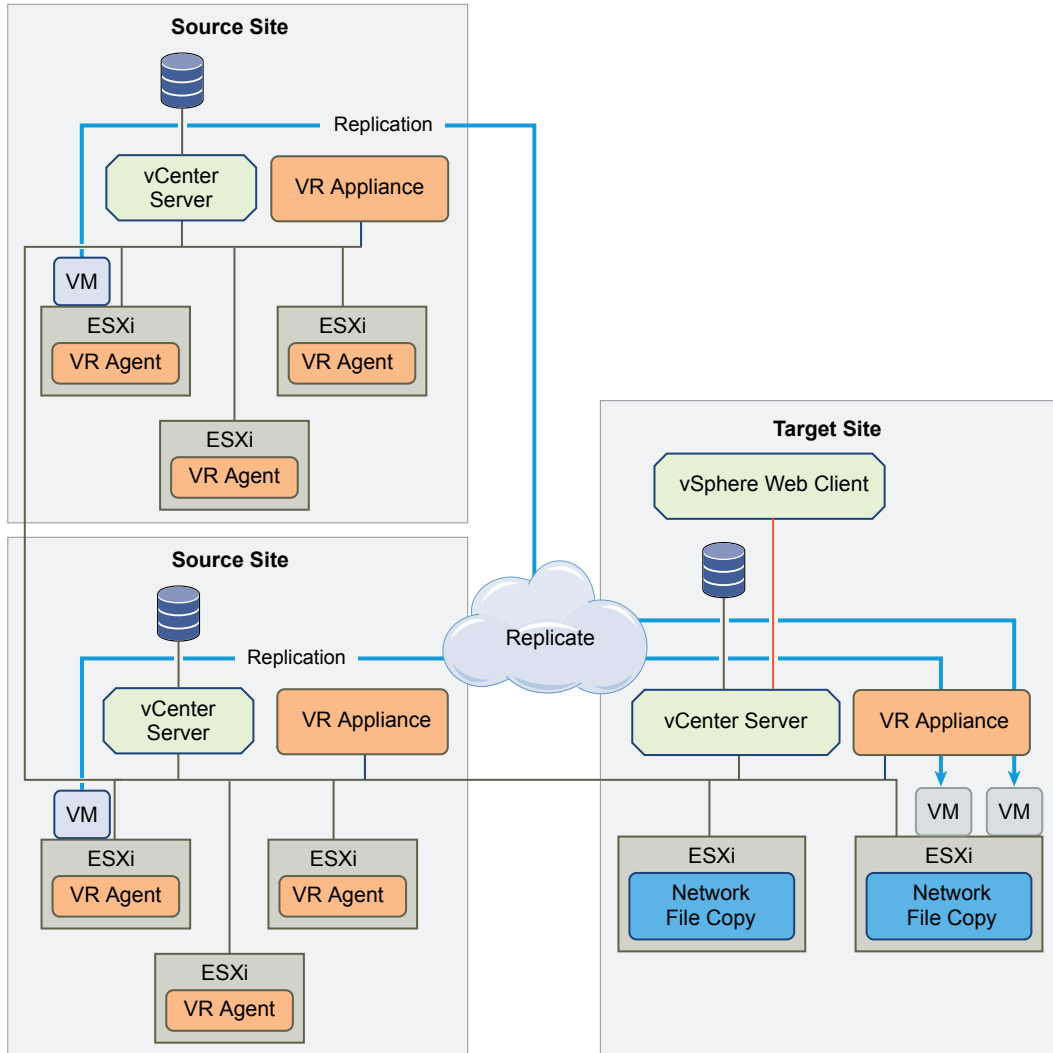 Source Site
Replication
vCenter
Server
VR Appliance
VM
ESXi
VR Agent
ESXi
VR Agent
ESXi
VR Agent
Source Site
Replication
vCenter
Server
VR Appliance
VM
ESXi
VR Agent
ESXi
VR Agent
ESXi
VR Agent
Replicate
Target Site
vSphere Web Client
vCenter Server
VR Appliance
VM
VM
ESXi
Network
File Copy
ESXi
Network
File Copy